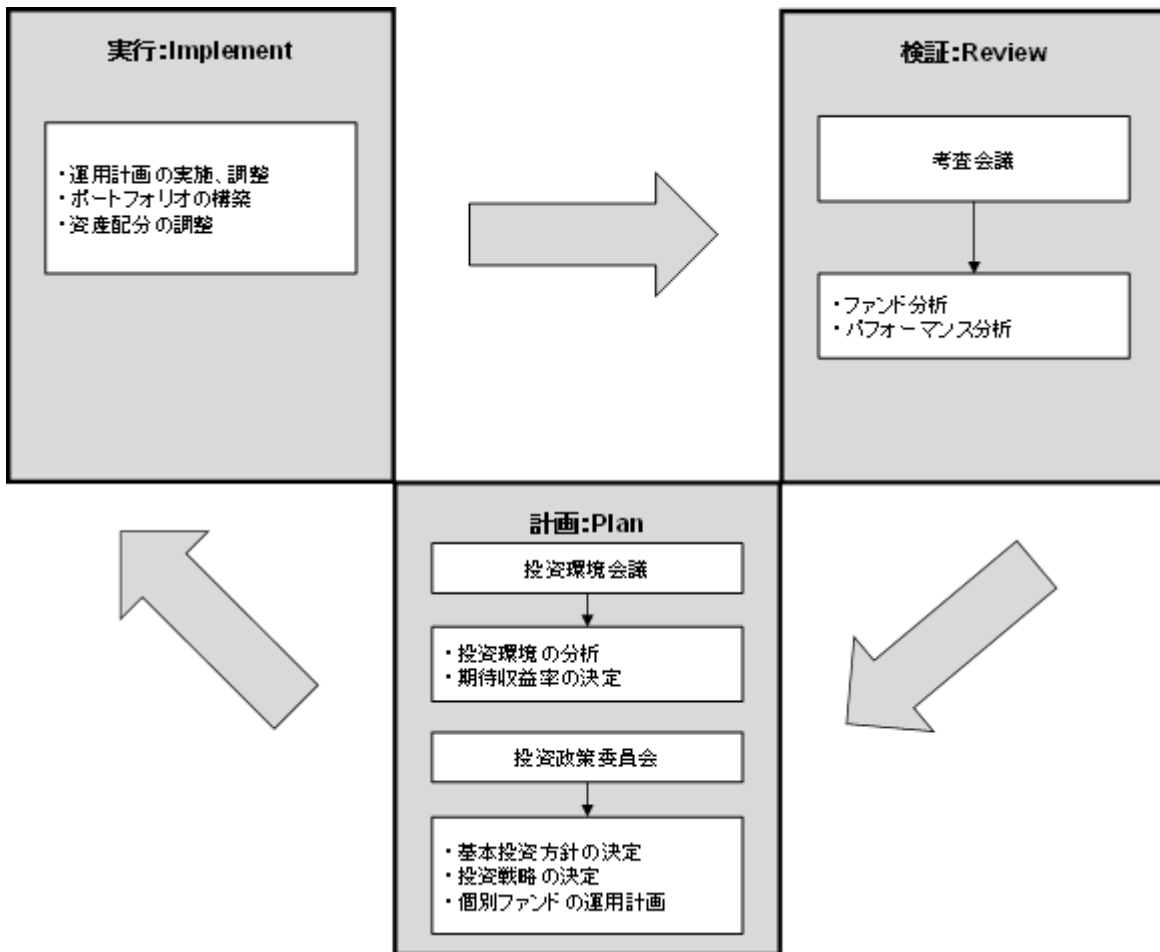 実行:Implement
・運用計画の実施、調整
・ポートフォリオの構築
・資産配分の調整
検証:Review
考査会議
・ファンド分析
・パフォーマンス分析
計画:Plan
投資環境会議
・投資環境の分析
・期待収益率の決定
投資政策委員会
・基本投資方針の決定
・投資戦略の決定
・個別ファンドの運用計画